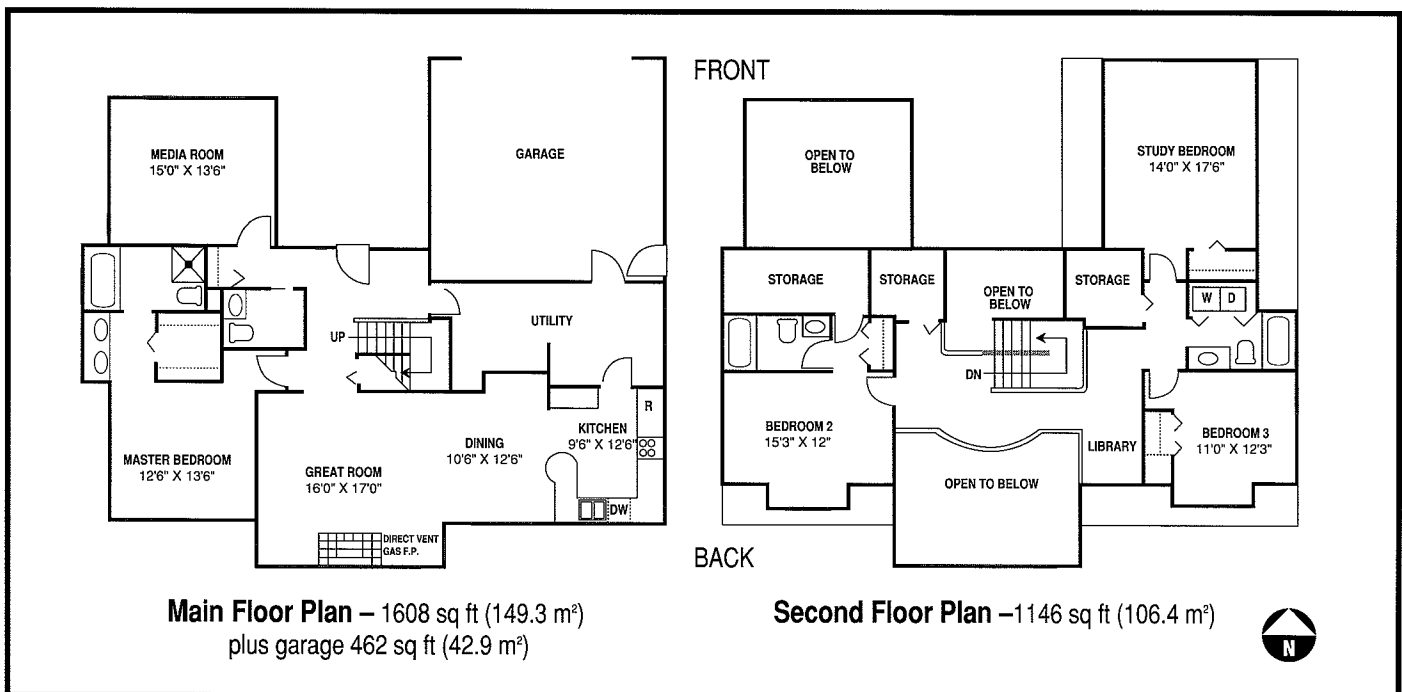 FRONT
MEDIA ROOM
15'0" X 13'6"
GARAGE
UP
UTILITY
MASTER BEDROOM
12'6" X 13'6"
GREAT ROOM
16'0" X 17'0"
DINING
10'6" X 12'6"
KITCHEN
9'6" X 12'6"
R
DW
DIRECT VENT
GAS F.P.
Main Floor Plan – 1608 sq ft (149.3 m²)
plus garage 462 sq ft (42.9 m²)
OPEN TO
BELOW
STUDY BEDROOM
14'0" X 17'6"
STORAGE
STORAGE
OPEN TO
BELOW
STORAGE
W D
DN
BEDROOM 2
15'3" X 12"
LIBRARY
BEDROOM 3
11'0" X 12'3"
OPEN TO BELOW
BACK
Second Floor Plan –1146 sq ft (106.4 m²)
N